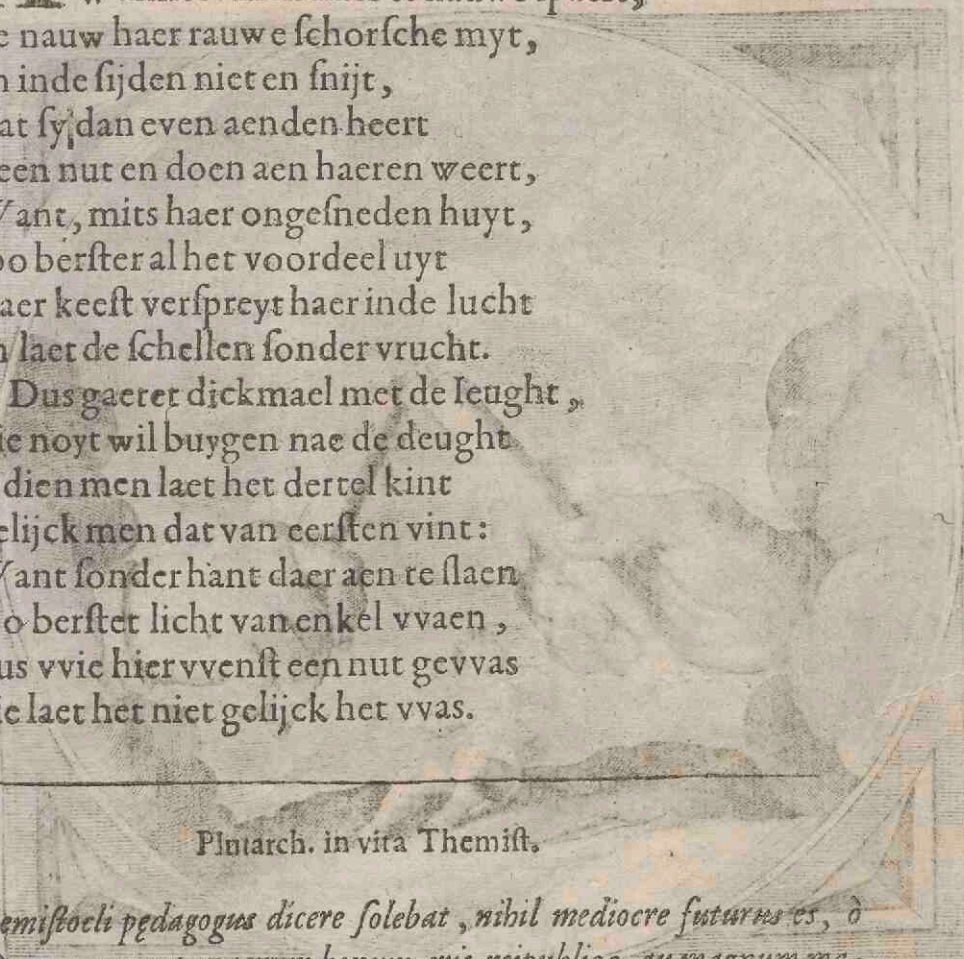 nauw haer rauwe ſchorſche myt,
inde ſijden niet en ſnijt,
at ſy dan even aenden heert
een nut en doen aen haeren weert,
ant, mits haer ongeſneden huyt,
oo berſter al het voordeel uyt
aer keeſt verſpreyt haer inde lucht
laet de ſchellen ſonder vrucht.
Dus gaetet dickmael met de Ieught,
ie noyt wil buygen nae de deught
dien men laet het dertel kint
elijck men dat van eerſten vint:
ant ſonder hant daer aen te ſlaen
o berſtet licht van enkel vvaen,
us vvie hier vvenſt een nut gevvas
ie laet het niet gelijck het vvas.
Plutarch. in vita Themiſt.
emiſtocli pędagogus dicere ſolebat, nihil mediocre futurus es, ò